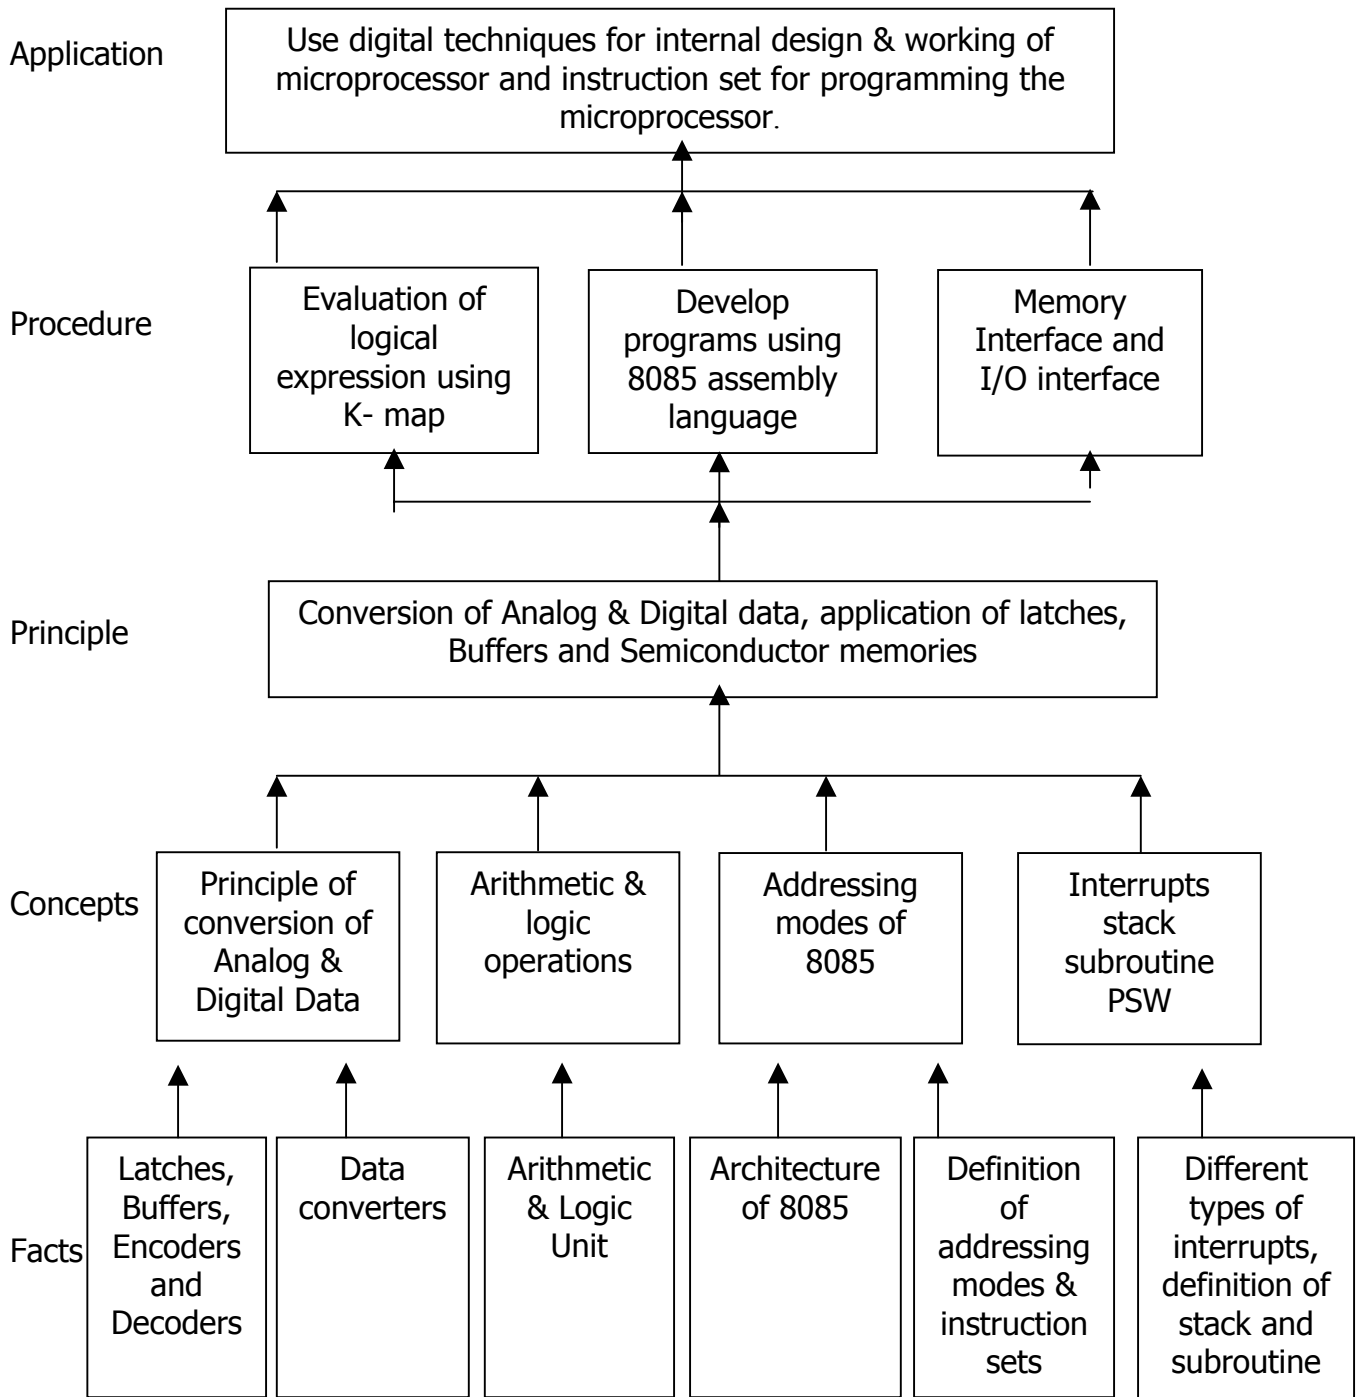 Application
Use digital techniques for internal design & working of
microprocessor and instruction set for programming the
microprocessor.
Procedure
Evaluation of
logical
expression using
K- map
Develop
programs using
8085 assembly
language
Memory
Interface and
I/O interface
Principle
Conversion of Analog & Digital data, application of latches,
Buffers and Semiconductor memories
Concepts
Principle of
conversion of
Analog &
Digital Data
Arithmetic &
logic
operations
Addressing
modes of
8085
Interrupts
stack
subroutine
PSW
Facts
Latches,
Buffers,
Encoders
and
Decoders
Data
converters
Arithmetic
& Logic
Unit
Architecture
of 8085
Definition
of
addressing
modes &
instruction
sets
Different
types of
interrupts,
definition of
stack and
subroutine